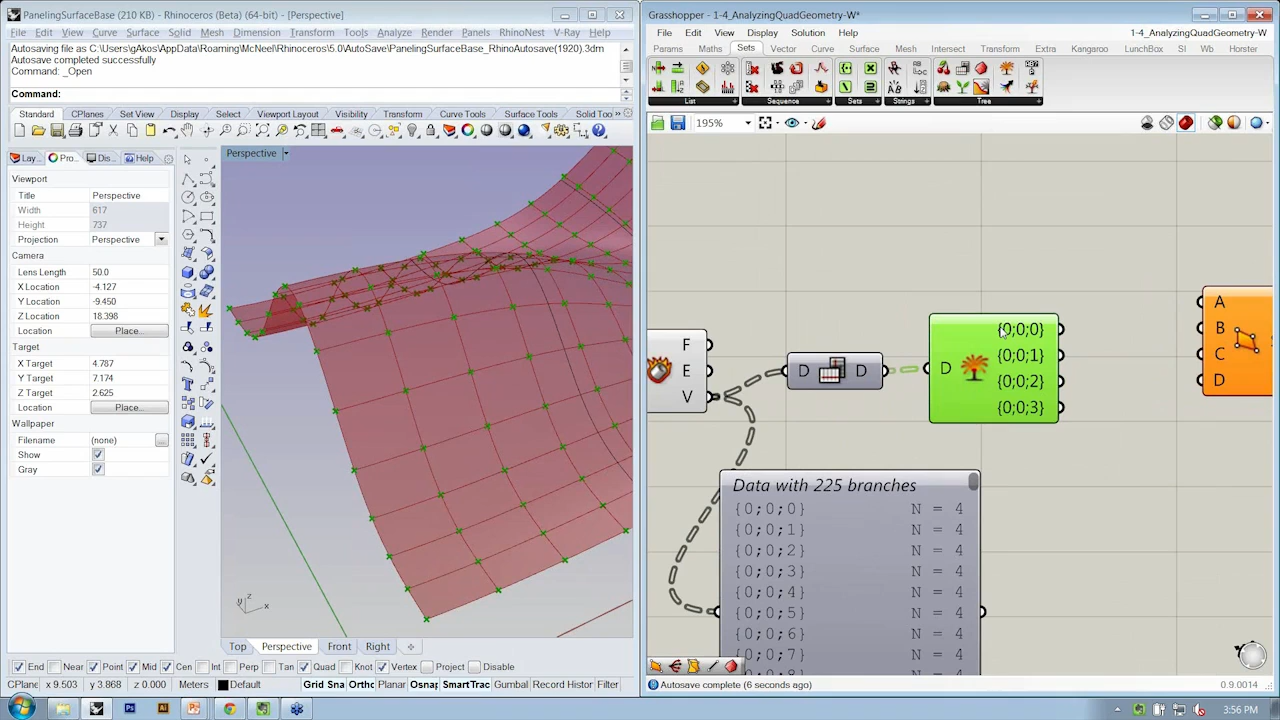 PanelingSurfaceBase (210 KB) - Rhinoceros (Beta) (64-bit) - [Perspective]
File Edit View Curve Surface Solid Mesh Dimension Transform Tools Analyze Render Panels RhinoNest V-Ray Help
Autosaving file as C:\Users\gAkos\AppData\Roaming\McNeel\Rhinoceros\5.0\AutoSave\PanelingSurfaceBase_RhinoAutosave(1920).3dm
Autosave completed successfully
Command: _Open
Command:
Standard CPlanes Set View Display Select Viewport Layout Visibility Transform Curve Tools Surface Tools Solid Too
Lay... Pro... Dis... Help
Viewport
Title Perspective
Width 617
Height 737
Projection Perspective
Camera
Lens Length 50.0
X Location -4.127
Y Location -9.450
Z Location 18.398
Location Place...
Target
X Target 4.787
Y Target 7.174
Z Target 2.625
Location Place...
Wallpaper
Filename (none)
Show
Gray
Perspective
z
y
x
Top Perspective Front Right
End Near Point Mid Cen Int Perp Tan Quad Knot Vertex Project Disable
CPlane x 9.503 y 3.968 z 0.000 Meters Default Grid Sna Ortho Planar Osnap SmartTrac Gumbal Record History Filter
Grasshopper - 1-4_AnalyzingQuadGeometry-W*
File Edit View Display Solution Help 1-4_AnalyzingQuadGeometry-W
Params Maths Sets Vector Curve Surface Mesh Intersect Transform Extra Kangaroo LunchBox SI Wb Horster
List Sequence Sets Strings Tree
195%
F
E
V
D D
D
{0;0;0}
{0;0;1}
{0;0;2}
{0;0;3}
A
B
C
D
Data with 225 branches
{0;0;0} N = 4
{0;0;1} N = 4
{0;0;2} N = 4
{0;0;3} N = 4
{0;0;4} N = 4
{0;0;5} N = 4
{0;0;6} N = 4
{0;0;7} N = 4
Autosave complete (6 seconds ago) 0.9.0014
3:56 PM